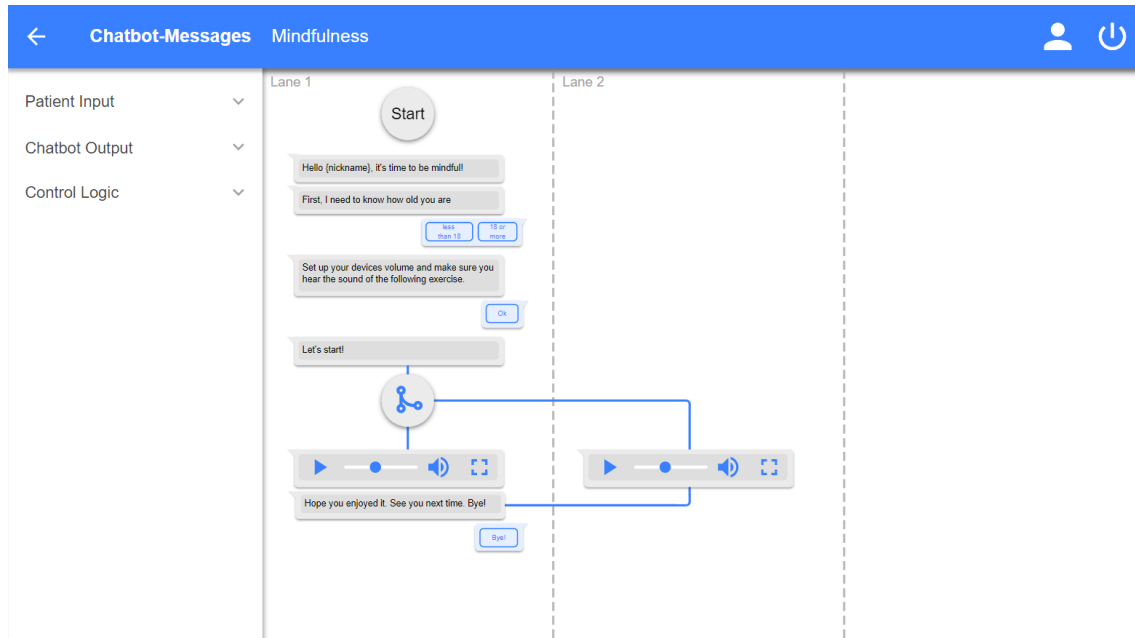 Chatbot-Messages Mindfulness
Patient Input
Chatbot Output
Control Logic
Lane 1
Lane 2
Start
Hello {nickname}, it's time to be mindful!
First, I need to know how old you are
less
than 18
18 or
more
Set up your devices volume and make sure you
hear the sound of the following exercise.
Ok
Let's start!
Hope you enjoyed it. See you next time. Bye!
Bye!